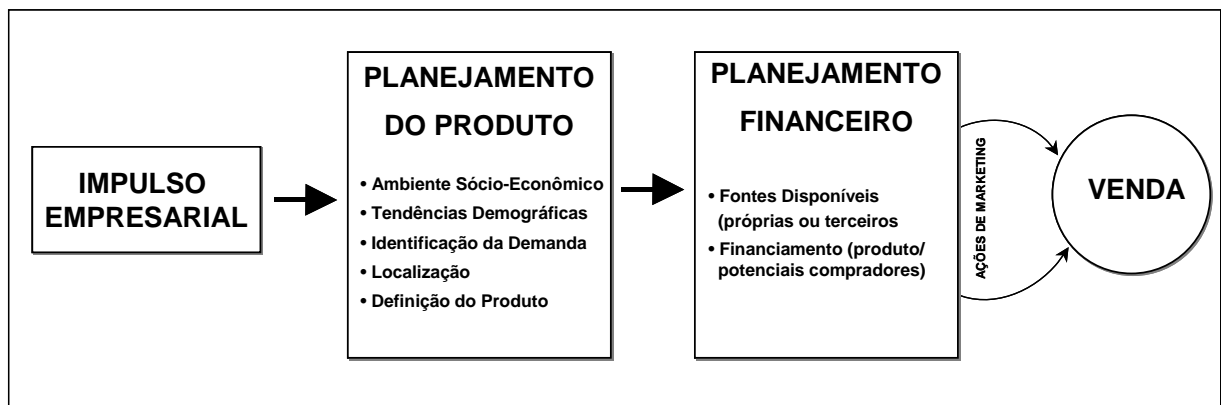 IMPULSO
EMPRESARIAL
PLANEJAMENTO
DO PRODUTO
• Ambiente Sócio-Econômico
• Tendências Demográficas
• Identificação da Demanda
• Localização
• Definição do Produto
PLANEJAMENTO
FINANCEIRO
• Fontes Disponíveis
(próprias ou terceiros
• Financiamento (produto/
potenciais compradores)
AÇÕES DE MARKETING
VENDA